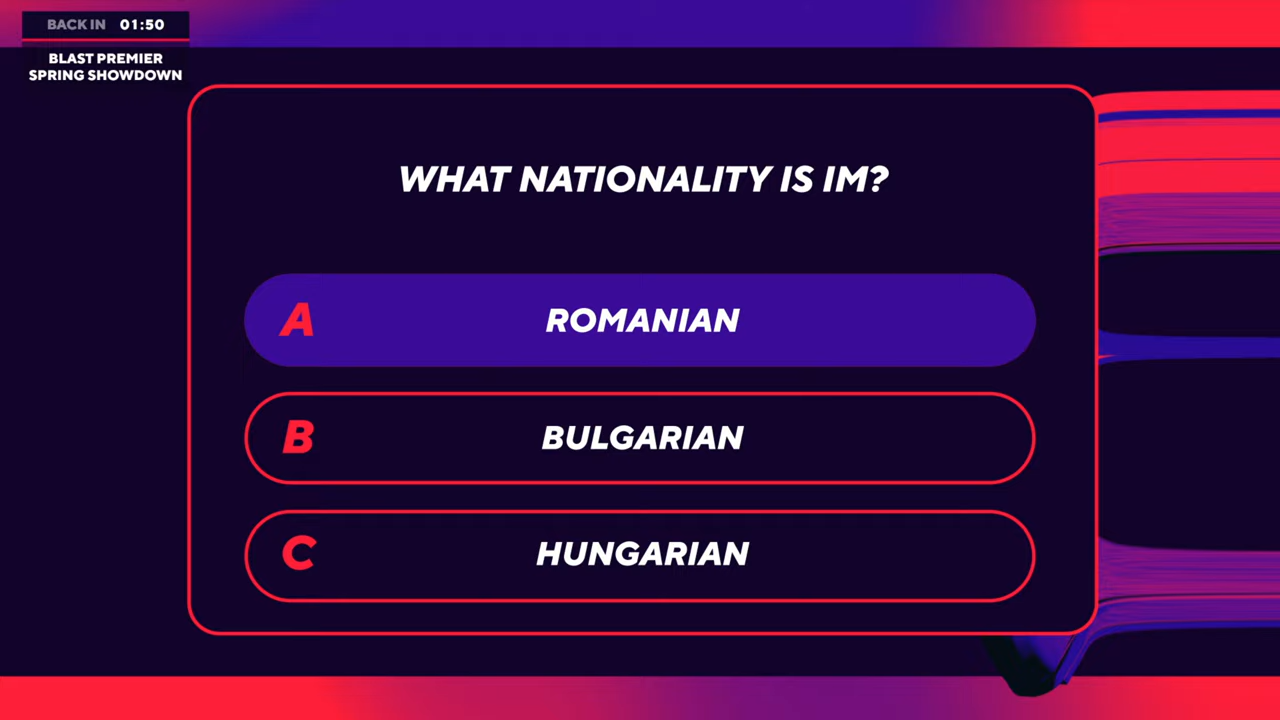 BACK IN 01:50
BLAST PREMIER
SPRING SHOWDOWN
WHAT NATIONALITY IS IM?
A ROMANIAN
B BULGARIAN
C HUNGARIAN